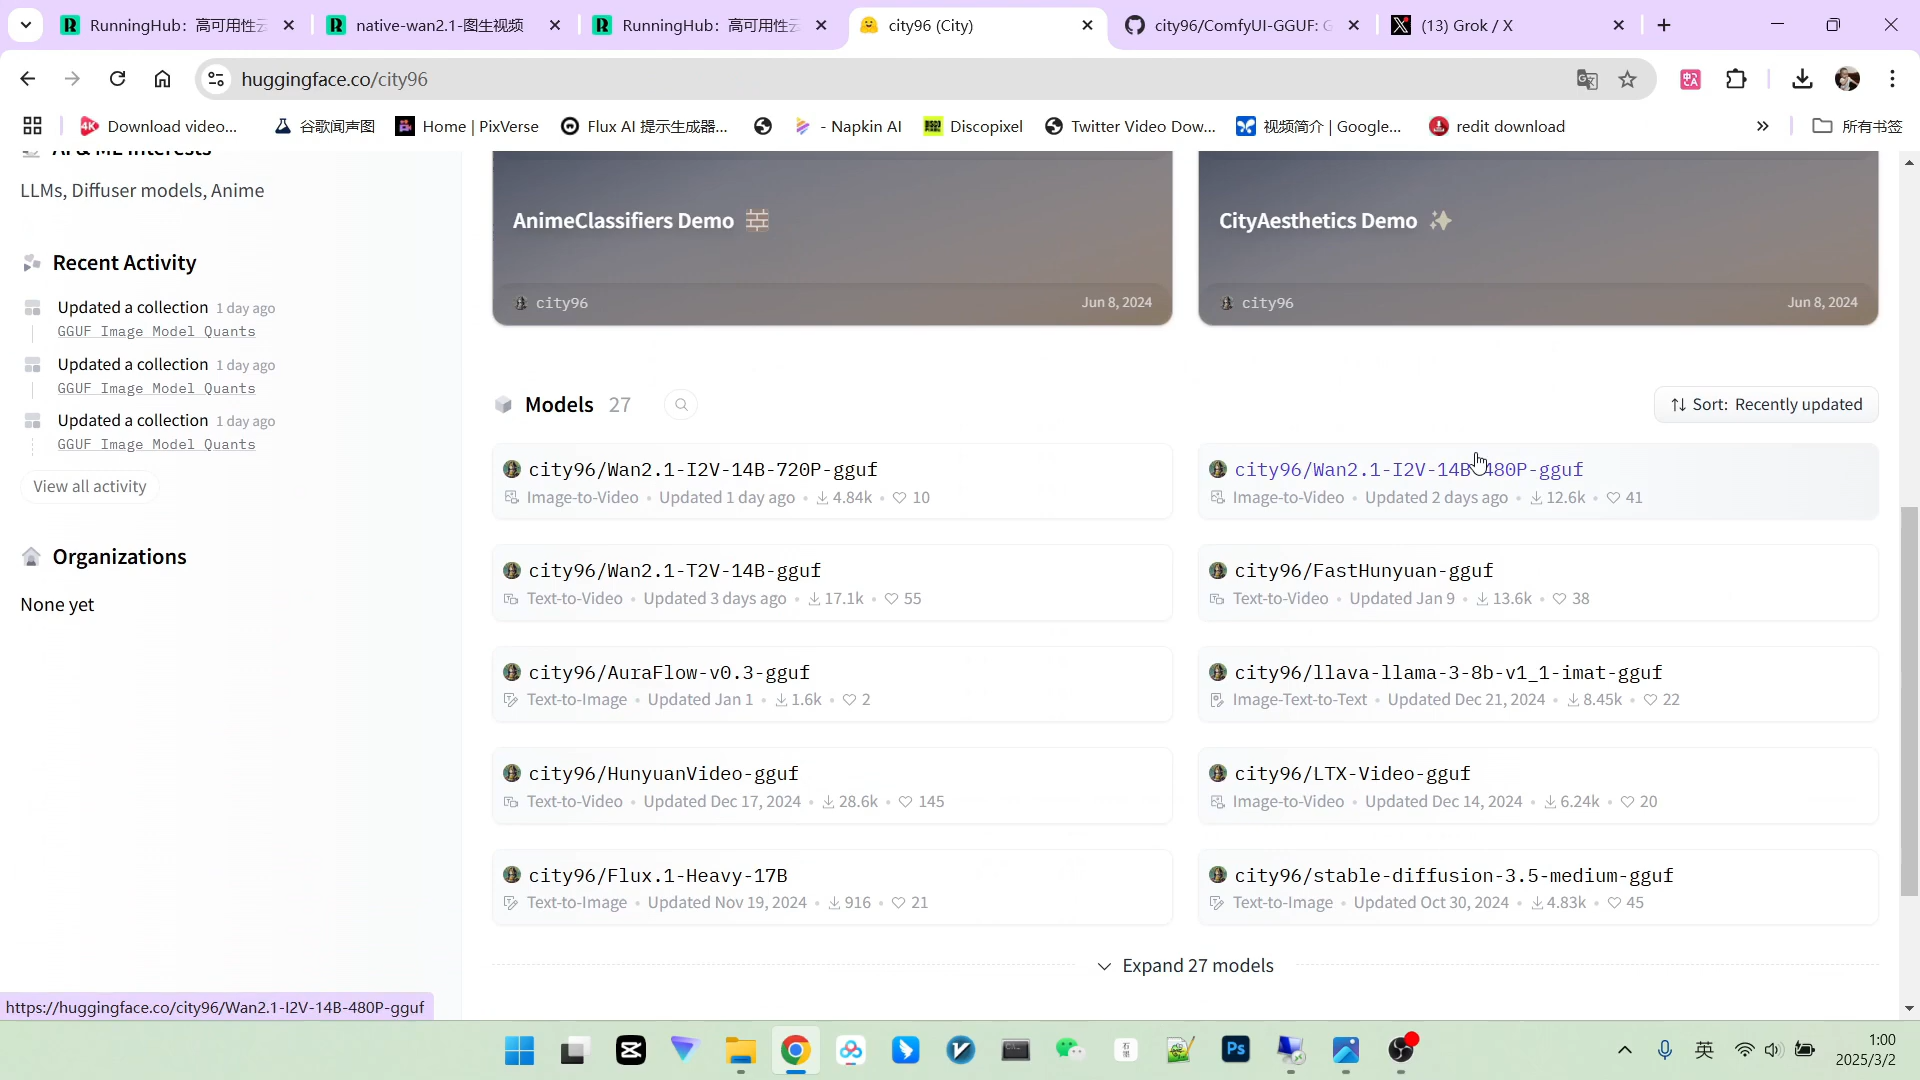 RunningHub：高可用性云
native-wan2.1-图生视频
RunningHub：高可用性云
city96 (City)
city96/ComfyUI-GGUF: G
(13) Grok / X
huggingface.co/city96
Download video...
谷歌闻声图
Home | PixVerse
Flux AI 提示生成器...
- Napkin AI
Discopixel
Twitter Video Dow...
视频简介 | Google...
redit download
所有书签
AI & ML interests
LLMs, Diffuser models, Anime
Recent Activity
Updated a collection 1 day ago
GGUF Image Model Quants
Updated a collection 1 day ago
GGUF Image Model Quants
Updated a collection 1 day ago
GGUF Image Model Quants
View all activity
Organizations
None yet
AnimeClassifiers Demo
city96
Jun 8, 2024
CityAesthetics Demo
city96
Jun 8, 2024
Models 27
Sort: Recently updated
city96/Wan2.1-I2V-14B-720P-gguf
Image-to-Video • Updated 1 day ago • 4.84k • 10
city96/Wan2.1-I2V-14B-480P-gguf
Image-to-Video • Updated 2 days ago • 12.6k • 41
city96/Wan2.1-T2V-14B-gguf
Text-to-Video • Updated 3 days ago • 17.1k • 55
city96/FastHunyuan-gguf
Text-to-Video • Updated Jan 9 • 13.6k • 38
city96/AuraFlow-v0.3-gguf
Text-to-Image • Updated Jan 1 • 1.6k • 2
city96/llava-llama-3-8b-v1_1-imat-gguf
Image-Text-to-Text • Updated Dec 21, 2024 • 8.45k • 22
city96/HunyuanVideo-gguf
Text-to-Video • Updated Dec 17, 2024 • 28.6k • 145
city96/LTX-Video-gguf
Image-to-Video • Updated Dec 14, 2024 • 6.24k • 20
city96/Flux.1-Heavy-17B
Text-to-Image • Updated Nov 19, 2024 • 916 • 21
city96/stable-diffusion-3.5-medium-gguf
Text-to-Image • Updated Oct 30, 2024 • 4.83k • 45
Expand 27 models
https://huggingface.co/city96/Wan2.1-I2V-14B-480P-gguf
Ps
英
1:00
2025/3/2